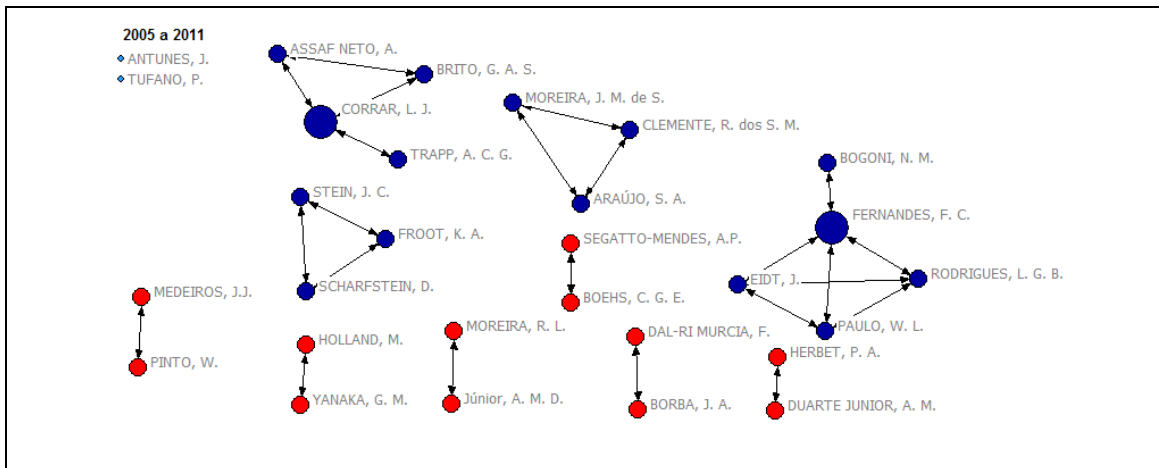 2005 a 2011
ANTUNES, J.
TUFANO, P.
ASSAF NETO, A.
BRITO, G. A. S.
CORRAR, L. J.
TRAPP, A. C. G.
MOREIRA, J. M. de S.
CLEMENTE, R. dos S. M.
ARAÚJO, S. A.
BOGONI, N. M.
FERNANDES, F. C.
EIDT, J.
RODRIGUES, L. G. B.
PAULO, W. L.
STEIN, J. C.
FROOT, K. A.
SCHARFSTEIN, D.
SEGATTO-MENDES, A.P.
BOEHS, C. G. E.
MEDEIROS, J.J.
PINTO, W.
HOLLAND, M.
YANAKA, G. M.
MOREIRA, R. L.
Júnior, A. M. D.
DAL-RI MURCIA, F.
BORBA, J. A.
HERBET, P. A.
DUARTE JUNIOR, A. M.